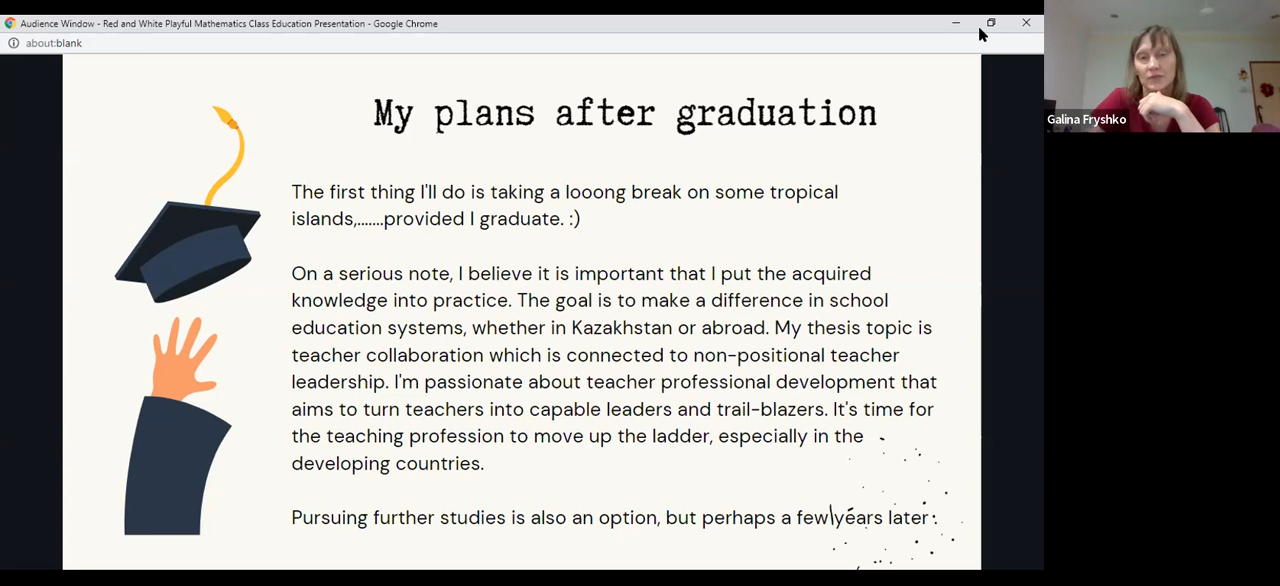 Audience Window - Red and White Playful Mathematics Class Education Presentation - Google Chrome
about:blank
My plans after graduation
The first thing I'll do is taking a looong break on some tropical
islands,.......provided I graduate. :)
On a serious note, I believe it is important that I put the acquired
knowledge into practice. The goal is to make a difference in school
education systems, whether in Kazakhstan or abroad. My thesis topic is
teacher collaboration which is connected to non-positional teacher
leadership. I'm passionate about teacher professional development that
aims to turn teachers into capable leaders and trail-blazers. It's time for
the teaching profession to move up the ladder, especially in the
developing countries.
Pursuing further studies is also an option, but perhaps a few years later.
Galina Fryshko